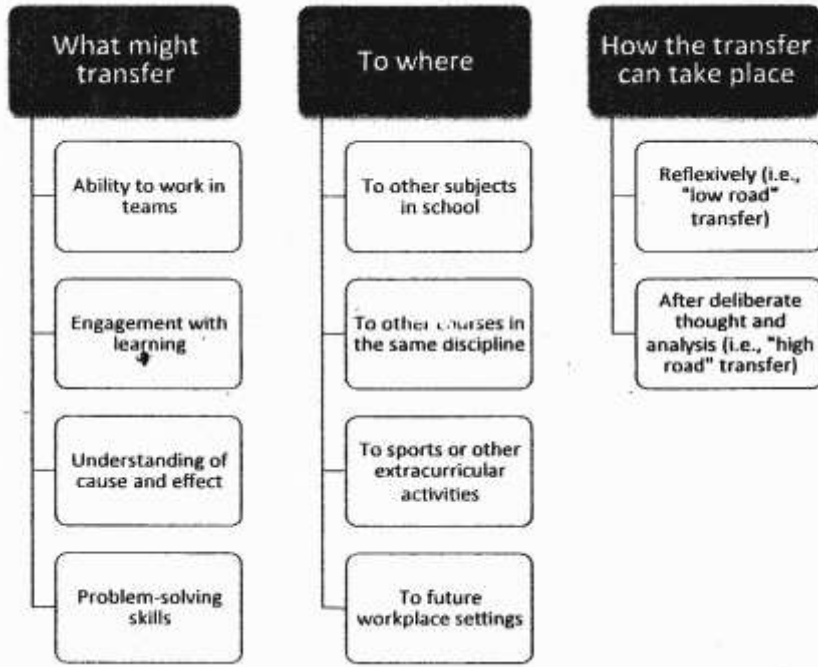 What might
transfer
Ability to work in
teams
Engagement with
learning
Understanding of
cause and effect
Problem-solving
skills
To where
To other subjects
in school
To other courses in
the same discipline
To sports or other
extracurricular
activities
To future
workplace settings
How the transfer
can take place
Reflexively (i.e.,
"low road"
transfer)
After deliberate
thought and
analysis (i.e., "high
road" transfer)